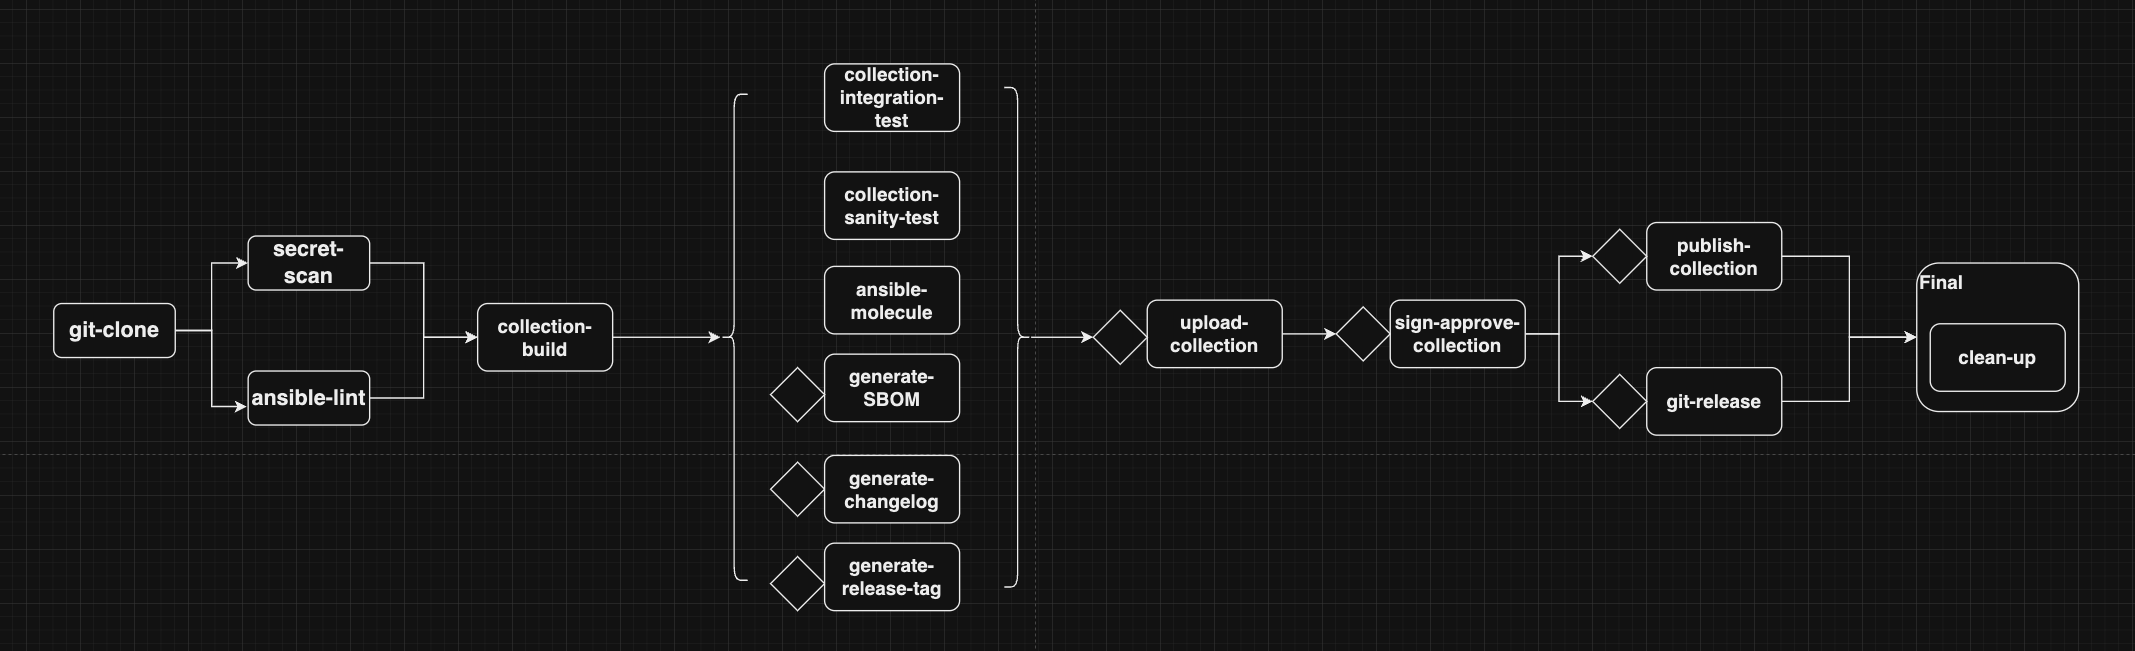 git-clone
secret-
scan
ansible-lint
collection-
build
collection-
integration-
test
collection-
sanity-test
ansible-
molecule
generate-
SBOM
generate-
changelog
generate-
release-tag
upload-
collection
sign-approve-
collection
publish-
collection
git-release
Final
clean-up